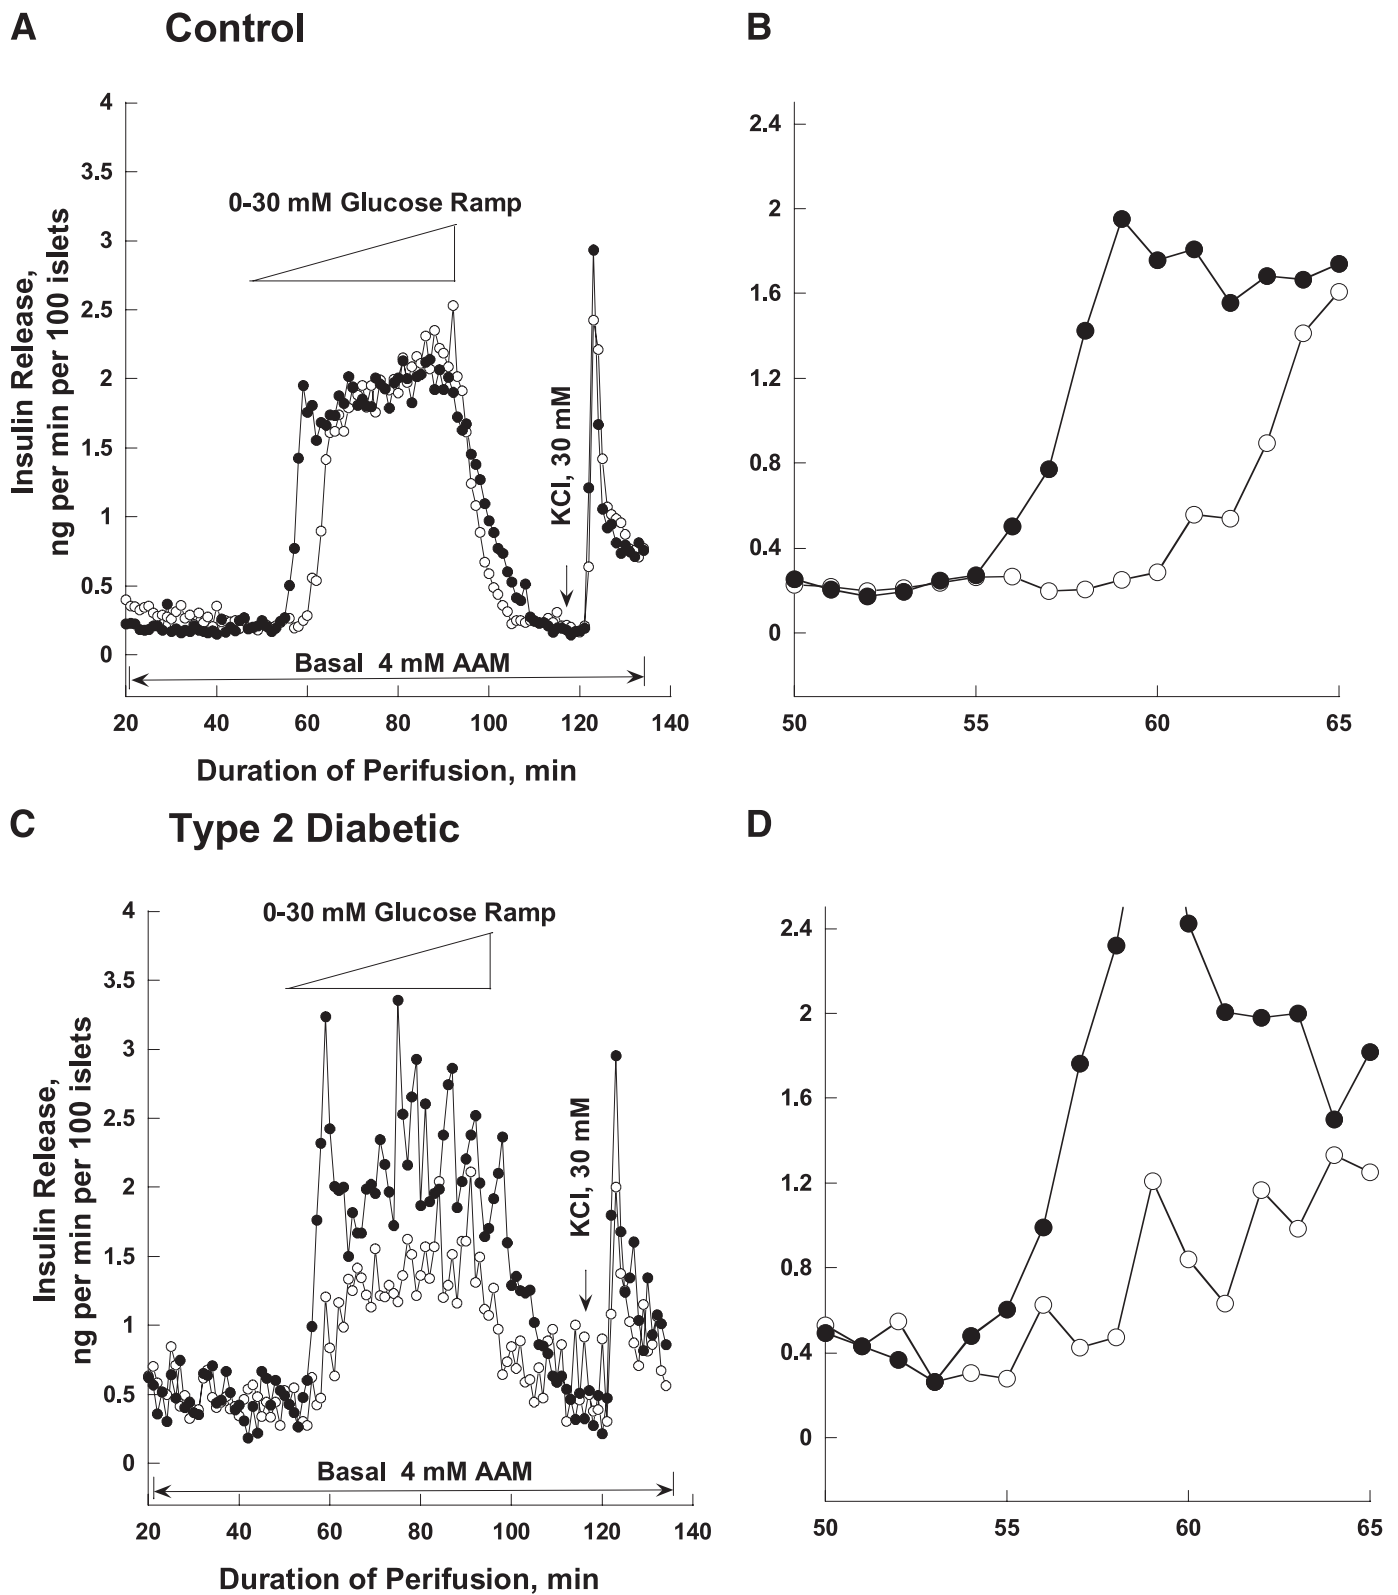 A Control
B
4
3.5
3
2.5
2
1.5
1
0.5
0
Insulin Release,
ng per min per 100 islets
0-30 mM Glucose Ramp
KCl, 30 mM
Basal 4 mM AAM
20 40 60 80 100 120 140
Duration of Perifusion, min
2.4
2
1.6
1.2
0.8
0.4
0
50 55 60 65
C Type 2 Diabetic
D
4
3.5
3
2.5
2
1.5
1
0.5
0
Insulin Release,
ng per min per 100 islets
0-30 mM Glucose Ramp
KCl, 30 mM
Basal 4 mM AAM
20 40 60 80 100 120 140
Duration of Perifusion, min
2.4
2
1.6
1.2
0.8
0.4
0
50 55 60 65